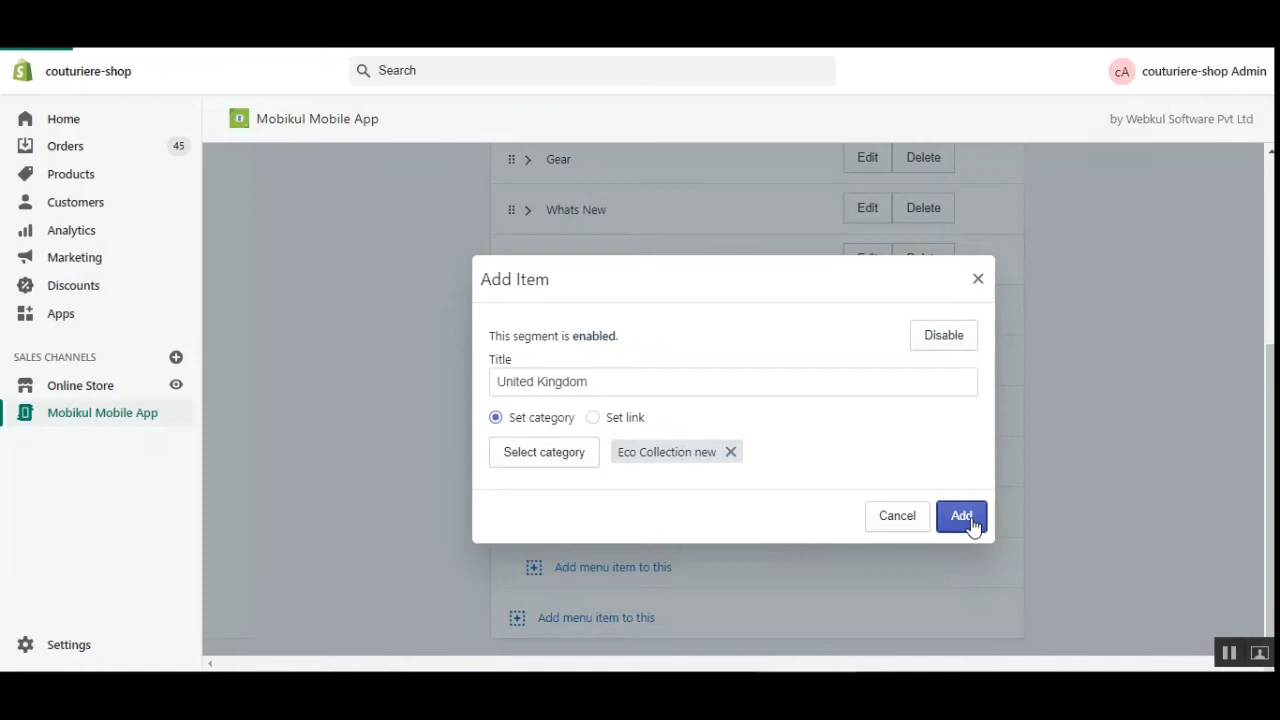 couturiere-shop
Search
cA couturiere-shop Admin
Home
Orders 45
Products
Customers
Analytics
Marketing
Discounts
Apps
SALES CHANNELS
Online Store
Mobikul Mobile App
Settings
Mobikul Mobile App
by Webkul Software Pvt Ltd
Gear Edit Delete
Whats New Edit Delete
Add Item
This segment is enabled. Disable
Title
United Kingdom
Set category Set link
Select category Eco Collection new
Cancel Add
Add menu item to this
Add menu item to this